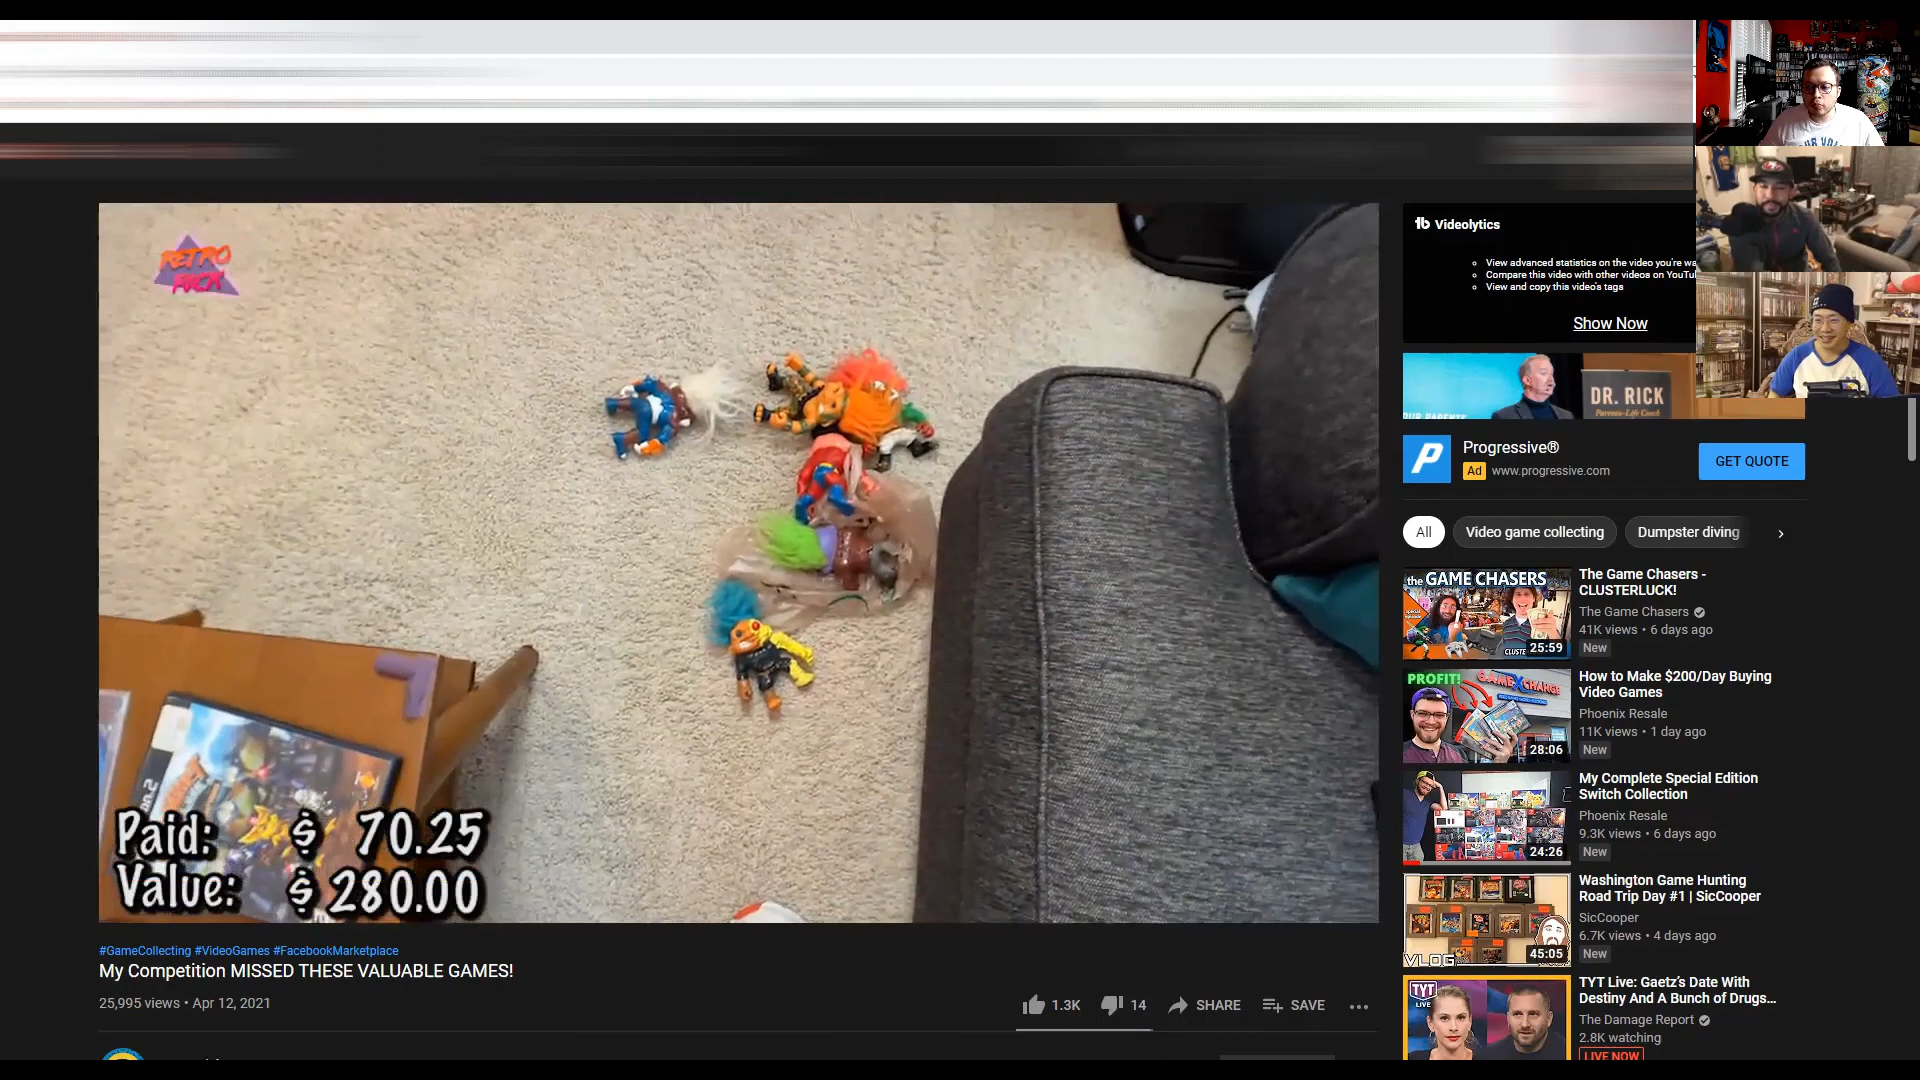 RETRO
RICK
Paid: $ 70.25
Value: $ 280.00
#GameCollecting #VideoGames #FacebookMarketplace
My Competition MISSED THESE VALUABLE GAMES!
25,995 views • Apr 12, 2021
1.3K
14
SHARE
SAVE
Videolytics
View advanced statistics on the video you're wa
Compare this video with other videos on YouTu
View and copy this video's tags
Show Now
DR. RICK
Parenta-Life Coach
Progressive®
Ad www.progressive.com
GET QUOTE
All
Video game collecting
Dumpster diving
the GAME CHASERS
25:59
The Game Chasers -
CLUSTERLUCK!
The Game Chasers
41K views • 6 days ago
New
PROFIT!
GAMEXCHANGE
28:06
How to Make $200/Day Buying
Video Games
Phoenix Resale
11K views • 1 day ago
New
24:26
My Complete Special Edition
Switch Collection
Phoenix Resale
9.3K views • 6 days ago
New
VLOG
45:05
Washington Game Hunting
Road Trip Day #1 | SicCooper
SicCooper
6.7K views • 4 days ago
New
TYT
LIVE
TYT Live: Gaetz's Date With
Destiny And A Bunch of Drugs...
The Damage Report
2.8K watching
LIVE NOW